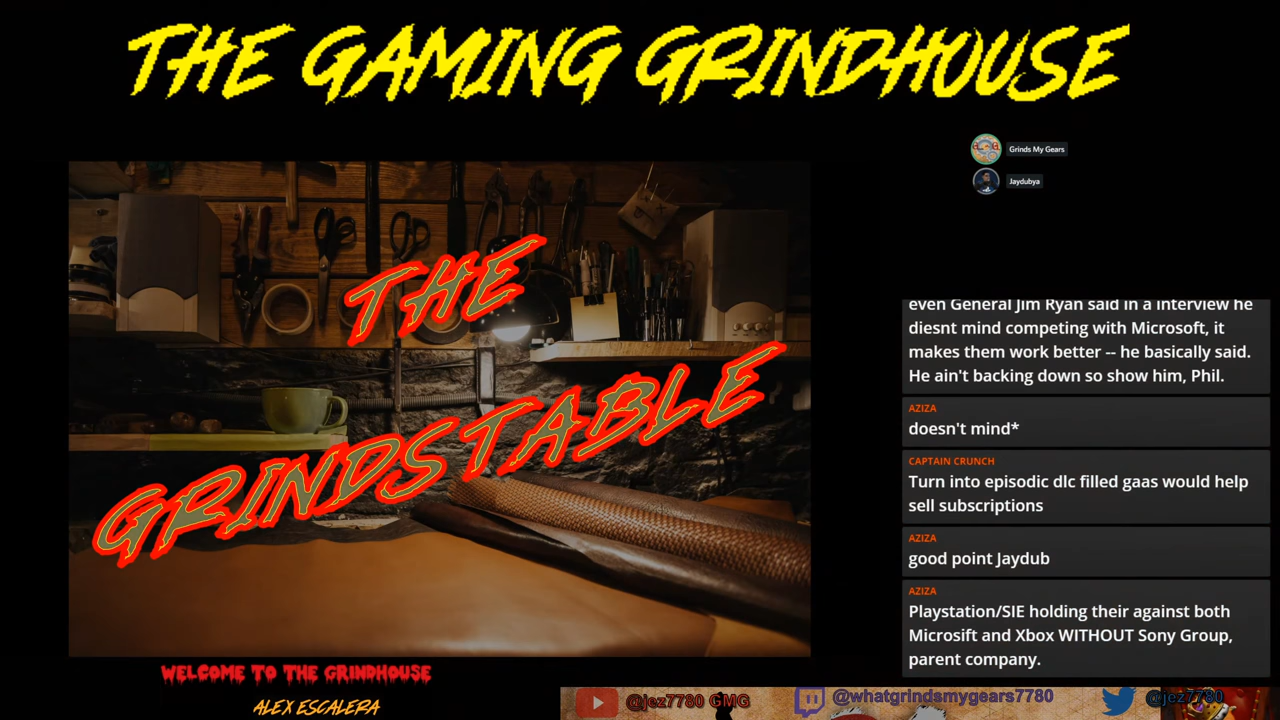 THE GAMING GRINDHOUSE
Grinds My Gears
Jaydubya
THE
GRINDSTABLE
even General Jim Ryan said in a interview he
diesnt mind competing with Microsoft, it
makes them work better -- he basically said.
He ain't backing down so show him, Phil.
AZIZA
doesn't mind*
CAPTAIN CRUNCH
Turn into episodic dlc filled gaas would help
sell subscriptions
AZIZA
good point Jaydub
AZIZA
Playstation/SIE holding their against both
Microsift and Xbox WITHOUT Sony Group,
parent company.
WELCOME TO THE GRINDHOUSE
ALEX ESCALERA
@jez7780 GMG
@whatgrindsmygears7780
@jez7780